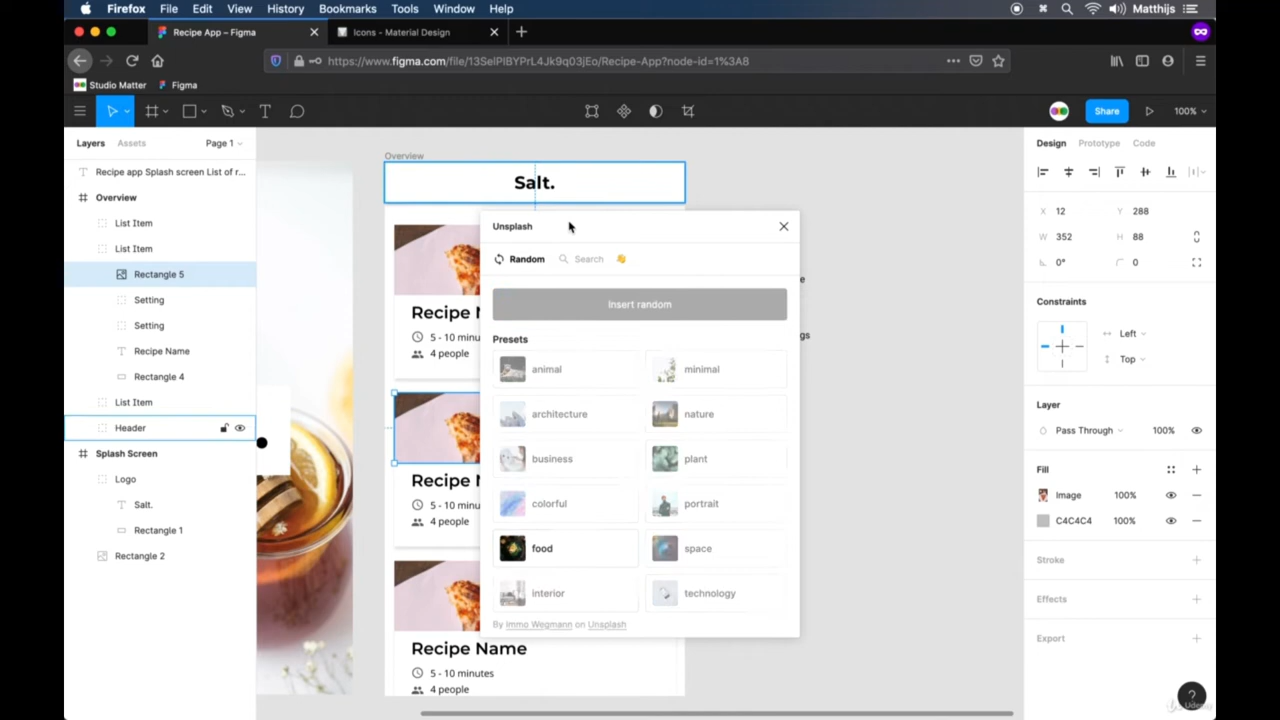 Firefox File Edit View History Bookmarks Tools Window Help Matthijs
Recipe App – Figma
Icons - Material Design
https://www.figma.com/file/13SelPlBYPrL4Jk9q03jEo/Recipe-App?node-id=1%3A8
Studio Matter Figma
Share
100%
Layers Assets Page 1
Recipe app Splash screen List of r...
Overview
List Item
List Item
Rectangle 5
Setting
Setting
Recipe Name
Rectangle 4
List Item
Header
Splash Screen
Logo
Salt.
Rectangle 1
Rectangle 2
Overview
Salt.
Recipe N
5 - 10 minu
4 people
Recipe N
5 - 10 minu
4 people
Recipe Name
5 - 10 minutes
4 people
Unsplash
Random Search
Insert random
Presets
animal minimal
architecture nature
business plant
colorful portrait
food space
interior technology
By Immo Wegmann on Unsplash
e
gs
Design Prototype Code
X 12 Y 288
W 352 H 88
0° 0
Constraints
Left
Top
Layer
Pass Through 100%
Fill
Image 100%
C4C4C4 100%
Stroke
Effects
Export
?
Udemy